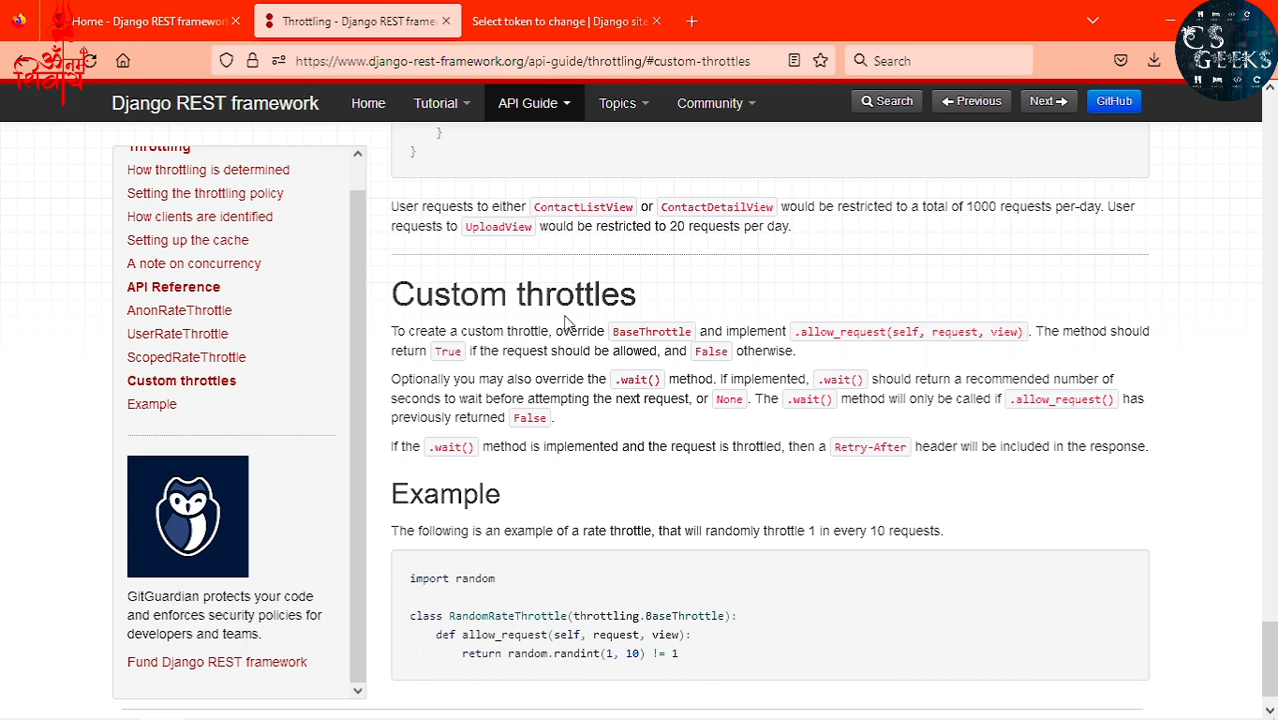 Home - Django REST framework
Throttling - Django REST frame
Select token to change | Django site
https://www.django-rest-framework.org/api-guide/throttling/#custom-throttles
Search
ॐ नमः
शिवाय
CS
GEEKS
Django REST framework
Home
Tutorial
API Guide
Topics
Community
Search
Previous
Next
GitHub
Throttling
How throttling is determined
Setting the throttling policy
How clients are identified
Setting up the cache
A note on concurrency
API Reference
AnonRateThrottle
UserRateThrottle
ScopedRateThrottle
Custom throttles
Example
GitGuardian protects your code
and enforces security policies for
developers and teams.
Fund Django REST framework
}
}
User requests to either ContactListView or ContactDetailView would be restricted to a total of 1000 requests per-day. User
requests to UploadView would be restricted to 20 requests per day.
Custom throttles
To create a custom throttle, override BaseThrottle and implement .allow_request(self, request, view). The method should
return True if the request should be allowed, and False otherwise.
Optionally you may also override the .wait() method. If implemented, .wait() should return a recommended number of
seconds to wait before attempting the next request, or None. The .wait() method will only be called if .allow_request() has
previously returned False.
If the .wait() method is implemented and the request is throttled, then a Retry-After header will be included in the response.
Example
The following is an example of a rate throttle, that will randomly throttle 1 in every 10 requests.
import random
class RandomRateThrottle(throttling.BaseThrottle):
def allow_request(self, request, view):
return random.randint(1, 10) != 1